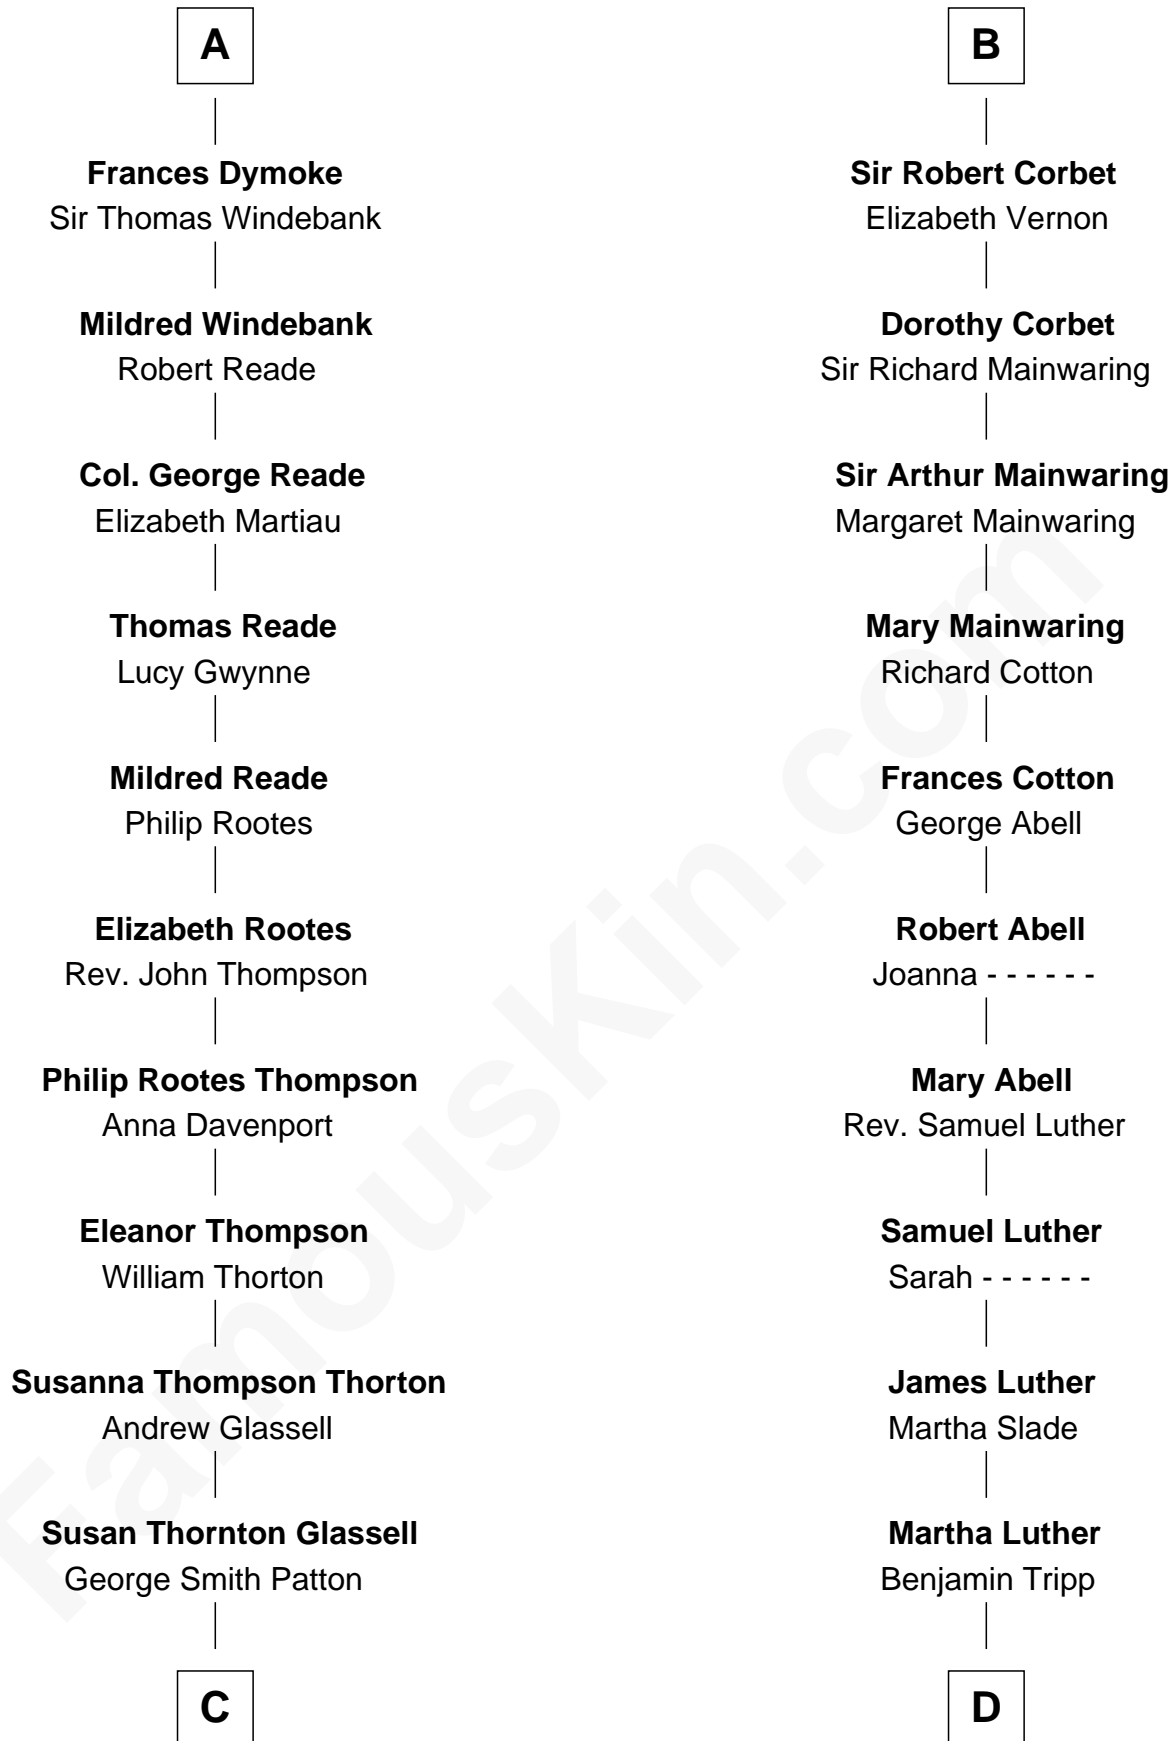 A
Frances Dymoke
Sir Thomas Windebank
Mildred Windebank
Robert Reade
Col. George Reade
Elizabeth Martiau
Thomas Reade
Lucy Gwynne
Mildred Reade
Philip Rootes
Elizabeth Rootes
Rev. John Thompson
Philip Rootes Thompson
Anna Davenport
Eleanor Thompson
William Thorton
Susanna Thompson Thorton
Andrew Glassell
Susan Thornton Glassell
George Smith Patton
C
B
Sir Robert Corbet
Elizabeth Vernon
Dorothy Corbet
Sir Richard Mainwaring
Sir Arthur Mainwaring
Margaret Mainwaring
Mary Mainwaring
Richard Cotton
Frances Cotton
George Abell
Robert Abell
Joanna - - - - - -
Mary Abell
Rev. Samuel Luther
Samuel Luther
Sarah - - - - - -
James Luther
Martha Slade
Martha Luther
Benjamin Tripp
D
FamousKin.com